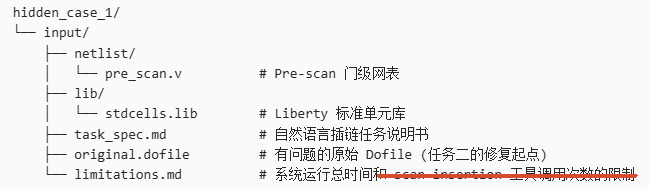 hidden_case_1/
└── input/
├── netlist/
│   └── pre_scan.v # Pre-scan 门级网表
├── lib/
│   └── stdcells.lib # Liberty 标准单元库
├── task_spec.md # 自然语言插链任务说明书
├── original.dofile # 有问题的原始 Dofile (任务二的修复起点)
└── limitations.md # 系统运行总时间和 scan insertion 工具调用次数的限制